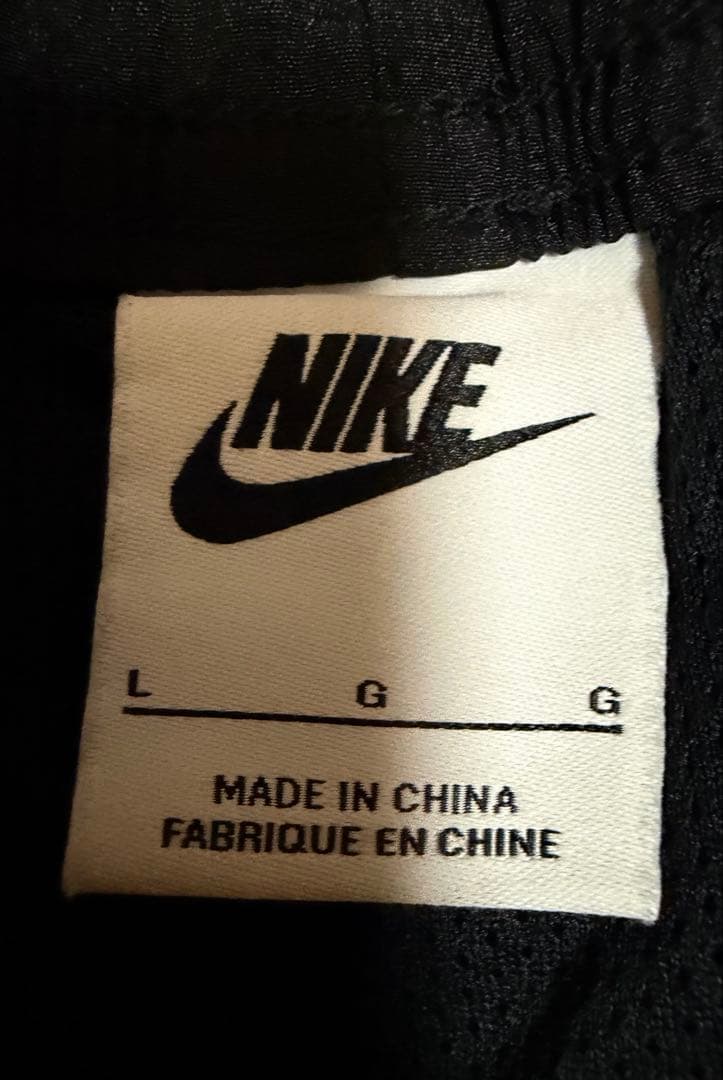 NIKE
L G G
MADE IN CHINA
FABRIQUE EN CHINE